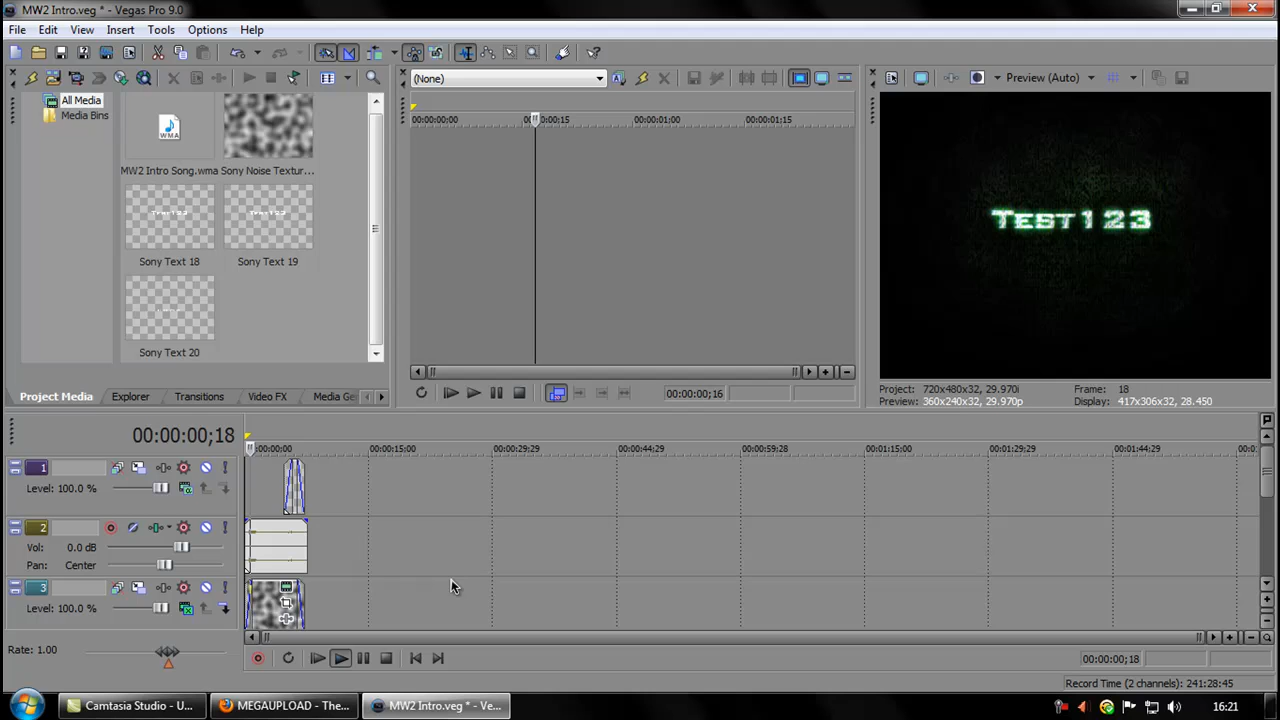 MW2 Intro.veg * - Vegas Pro 9.0
File Edit View Insert Tools Options Help
(None)
Preview (Auto)
All Media
Media Bins
WMA
MW2 Intro Song.wma
Sony Noise Textur...
Test123
Test123
Sony Text 18
Sony Text 19
Sony Text 20
00:00:00:00
00:00:15
00:00:01:00
00:00:01:15
Test123
Project Media
Explorer
Transitions
Video FX
Media Ge
00:00:00;16
Project: 720x480x32, 29.970i
Frame: 18
Preview: 360x240x32, 29.970p
Display: 417x306x32, 28.450
00:00:00;18
:00:00:00
00:00:15:00
00:00:29:29
00:00:44:29
00:00:59:28
00:01:15:00
00:01:29:29
00:01:44:29
00:0
1
Level: 100.0 %
2
Vol: 0.0 dB
Pan: Center
3
Level: 100.0 %
Rate: 1.00
00:00:00;18
Record Time (2 channels): 241:28:45
Camtasia Studio - U...
MEGAUPLOAD - The...
MW2 Intro.veg * - Ve...
16:21